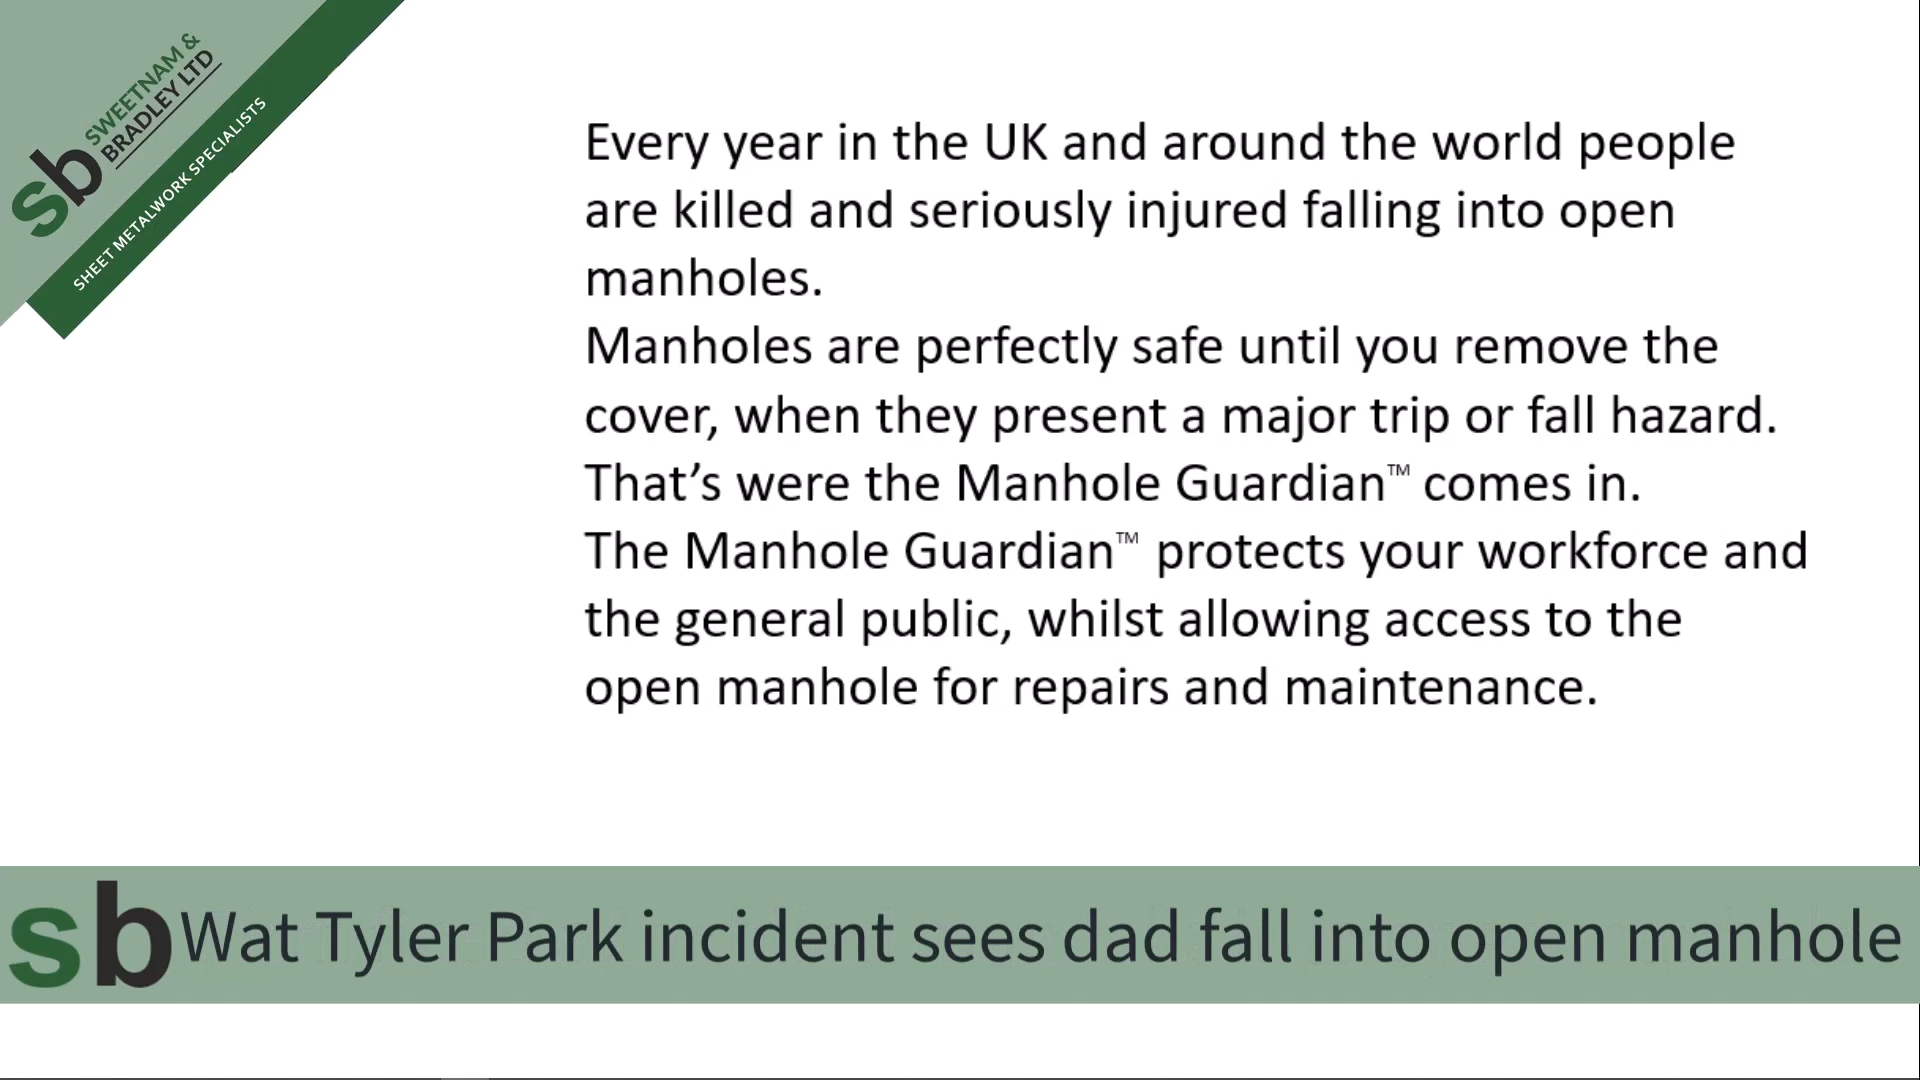 SWEETNAM &
BRADLEY LTD
sb
SHEET METALWORK SPECIALISTS
Every year in the UK and around the world people
are killed and seriously injured falling into open
manholes.
Manholes are perfectly safe until you remove the
cover, when they present a major trip or fall hazard.
That’s were the Manhole Guardian™ comes in.
The Manhole Guardian™ protects your workforce and
the general public, whilst allowing access to the
open manhole for repairs and maintenance.
sb Wat Tyler Park incident sees dad fall into open manhole